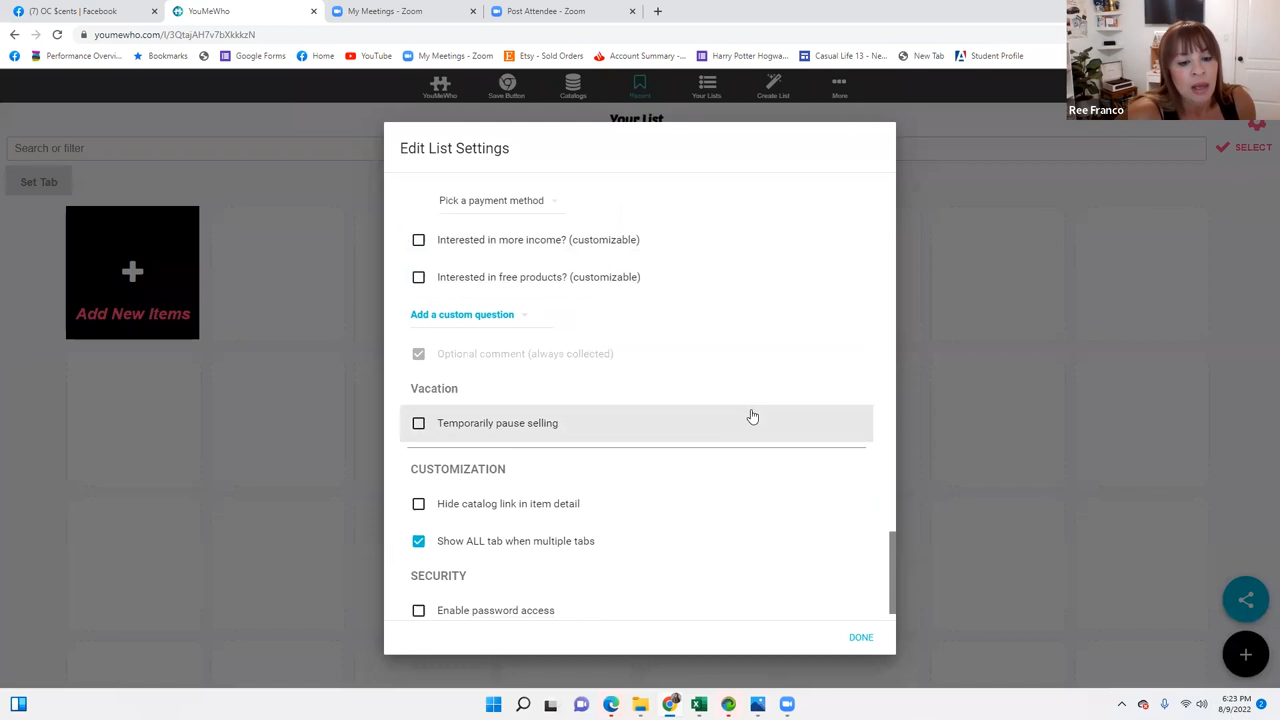 (7) OC $cents | Facebook
YouMeWho
My Meetings - Zoom
Post Attendee - Zoom
youmewho.com/l/3QtajAH7v7bXkkkzN
Performance Overvi...
Bookmarks
Google Forms
Home
YouTube
My Meetings - Zoom
Etsy - Sold Orders
Account Summary -...
Harry Potter Hogwa...
Casual Life 13 - Ne...
New Tab
Student Profile
YouMeWho
Save Button
Catalogs
Recent
Your Lists
Create List
More
Ree Franco
Your List
Search or filter
SELECT
Set Tab
Add New Items
Edit List Settings
Pick a payment method
Interested in more income? (customizable)
Interested in free products? (customizable)
Add a custom question
Optional comment (always collected)
Vacation
Temporarily pause selling
CUSTOMIZATION
Hide catalog link in item detail
Show ALL tab when multiple tabs
SECURITY
Enable password access
DONE
6:23 PM
8/9/2022
2